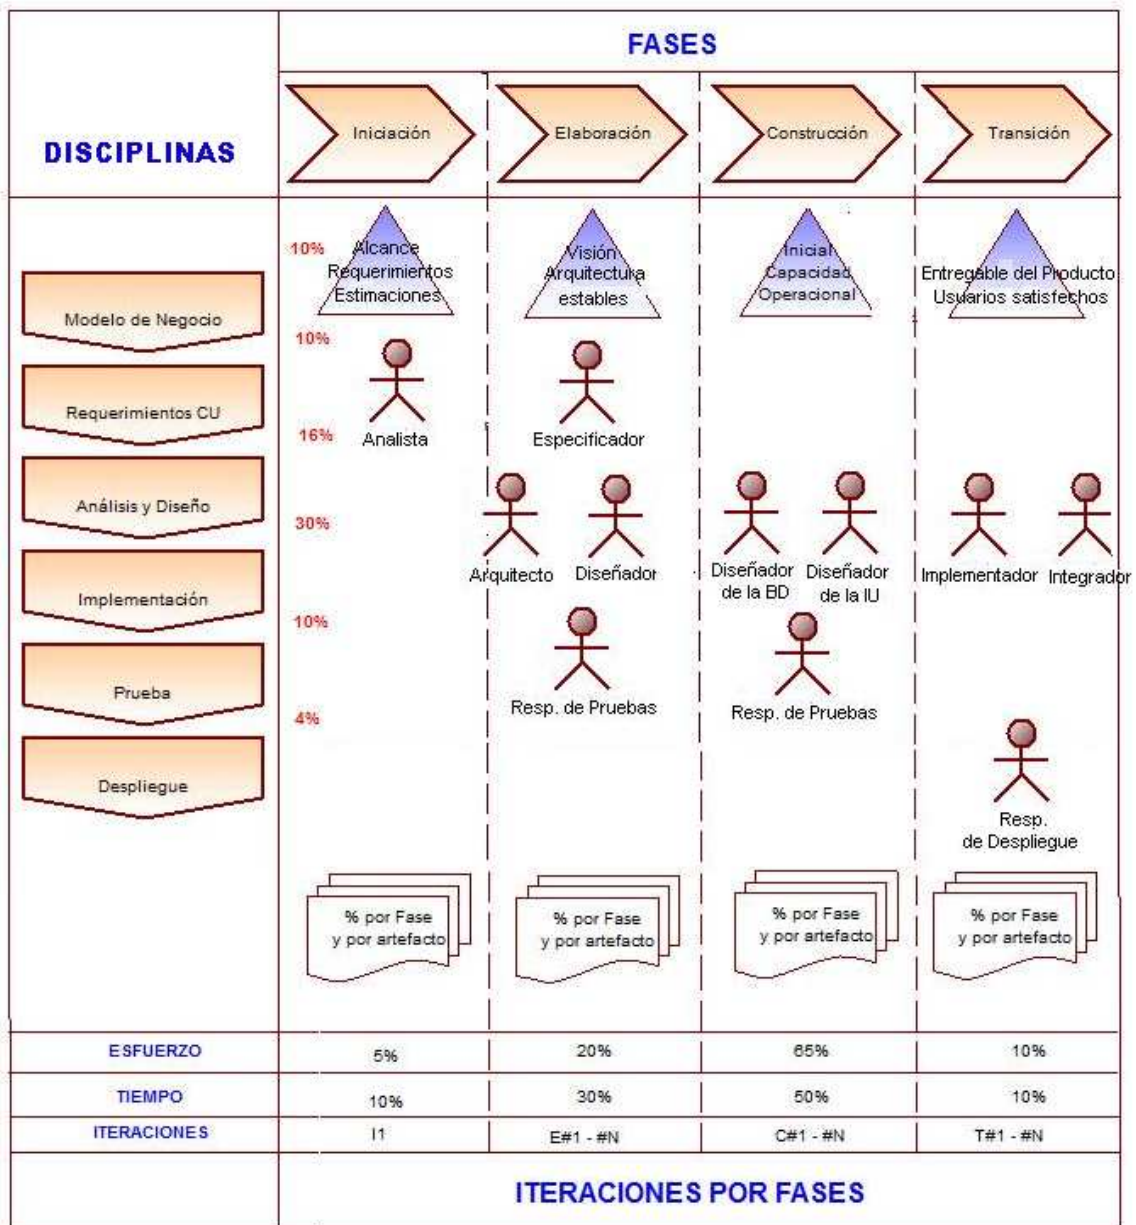 FASES
DISCIPLINAS
Iniciación
Elaboración
Construcción
Transición
10%
Alcance
Requerimientos
Estimaciones
Visión
Arquitectura
estables
Inicial
Capacidad
Operacional
Entregable del Producto
Usuarios satisfechos
Modelo de Negocio
10%
Requerimientos CU
16%
Analista
Especificador
Análisis y Diseño
30%
Arquitecto
Diseñador
Diseñador
de la BD
Diseñador
de la IU
Implementador
Integrador
Implementación
10%
Resp. de Pruebas
Resp. de Pruebas
Prueba
4%
Despliegue
Resp.
de Despliegue
% por Fase
y por artefacto
% por Fase
y por artefacto
% por Fase
y por artefacto
% por Fase
y por artefacto
ESFUERZO 5% 20% 65% 10%
TIEMPO 10% 30% 50% 10%
ITERACIONES I1 E#1 - #N C#1 - #N T#1 - #N
ITERACIONES POR FASES